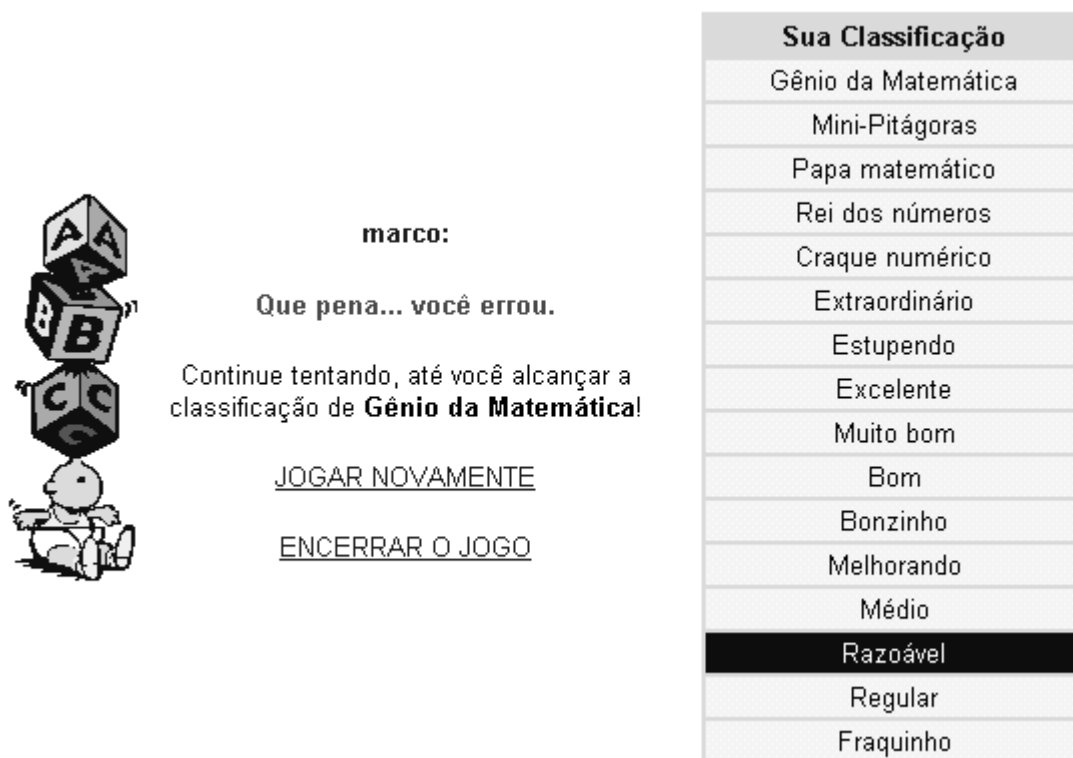 A
A
A
B
B
C
C
C
marco:
Que pena... você errou.
Continue tentando, até você alcançar a
classificação de Gênio da Matemática!
JOGAR NOVAMENTE
ENCERRAR O JOGO
Sua Classificação
Gênio da Matemática
Mini-Pitágoras
Papa matemático
Rei dos números
Craque numérico
Extraordinário
Estupendo
Excelente
Muito bom
Bom
Bonzinho
Melhorando
Médio
Razoável
Regular
Fraquinho